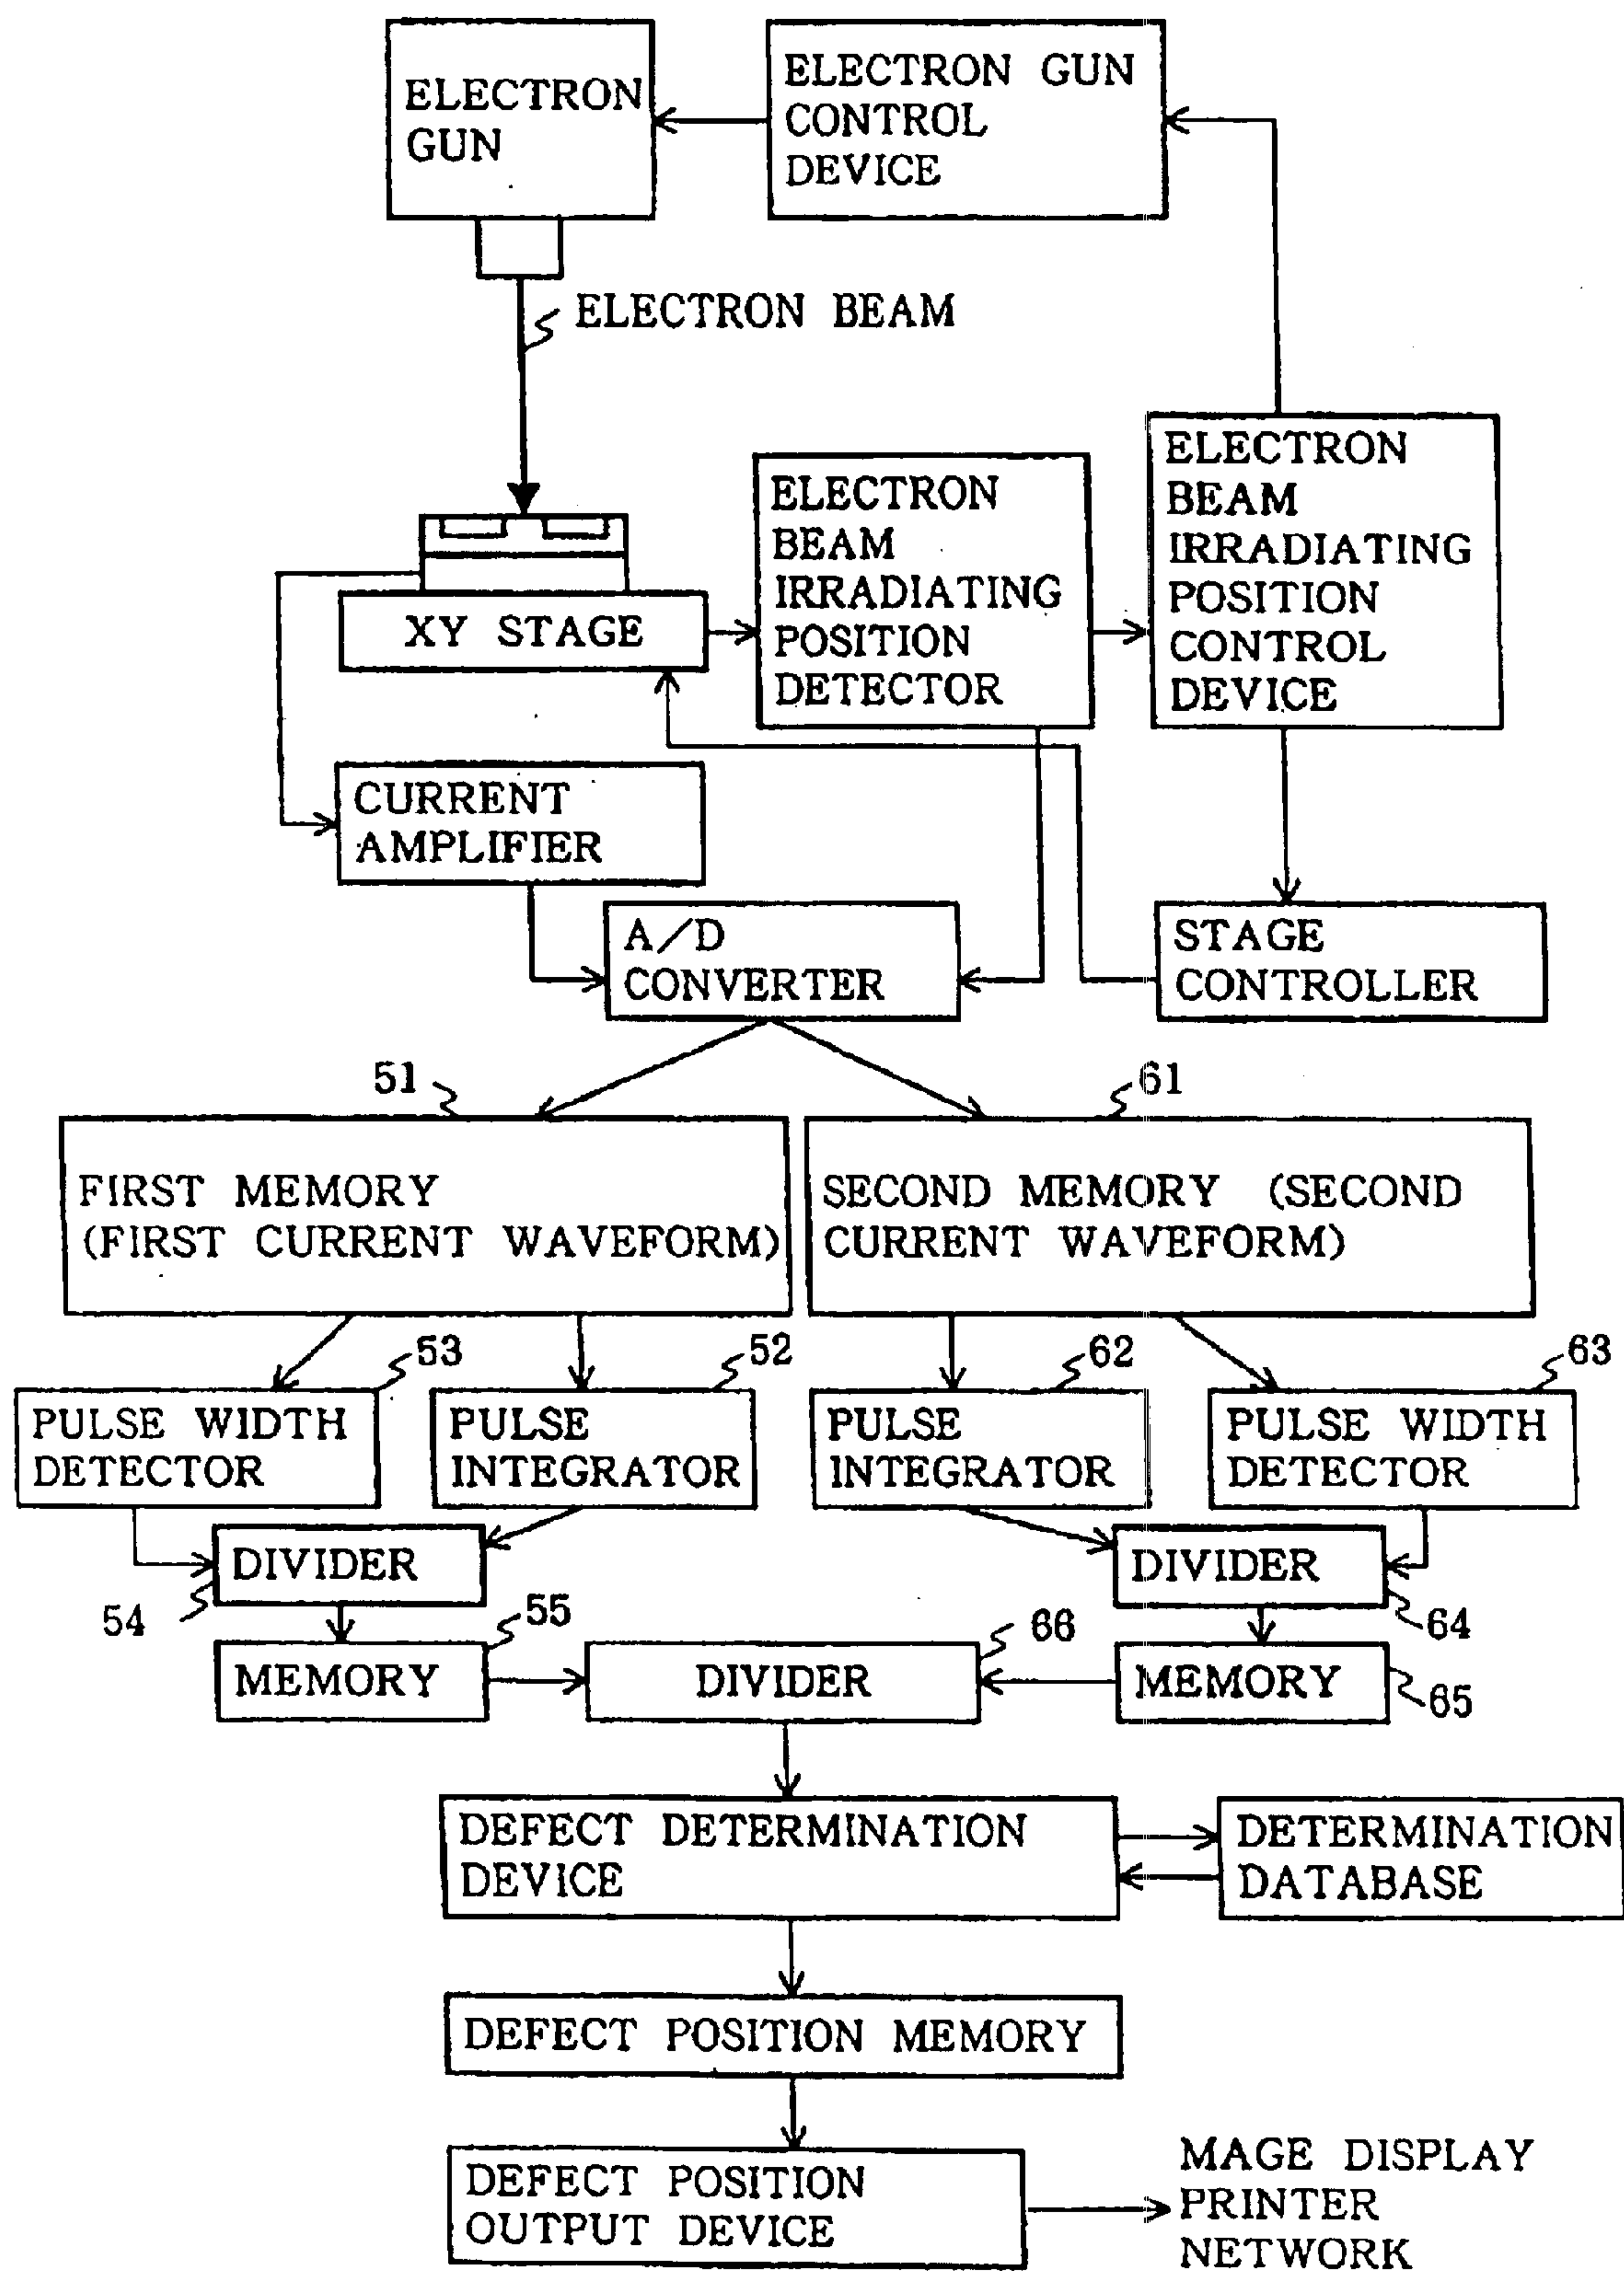 ELECTRON
GUN
ELECTRON GUN
CONTROL
DEVICE
ELECTRON BEAM
XY STAGE
ELECTRON
BEAM
IRRADIATING
POSITION
DETECTOR
ELECTRON
BEAM
IRRADIATING
POSITION
CONTROL
DEVICE
CURRENT
AMPLIFIER
A/D
CONVERTER
STAGE
CONTROLLER
51
61
FIRST MEMORY
(FIRST CURRENT WAVEFORM)
SECOND MEMORY (SECOND
CURRENT WAVEFORM)
53
52
62
63
PULSE WIDTH
DETECTOR
PULSE
INTEGRATOR
PULSE
INTEGRATOR
PULSE WIDTH
DETECTOR
DIVIDER
54
DIVIDER
64
55
66
MEMORY
DIVIDER
MEMORY
65
DEFECT DETERMINATION
DEVICE
DETERMINATION
DATABASE
DEFECT POSITION MEMORY
DEFECT POSITION
OUTPUT DEVICE
MAGE DISPLAY
PRINTER
NETWORK